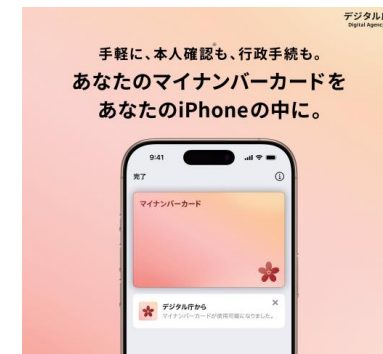 デジタル庁
Digital Agency
手軽に、本人確認も、行政手続も。
あなたのマイナンバーカードを
あなたのiPhoneの中に。
9:41
完了
マイナンバーカード
デジタル庁から
マイナンバーカードが使用可能になりました。